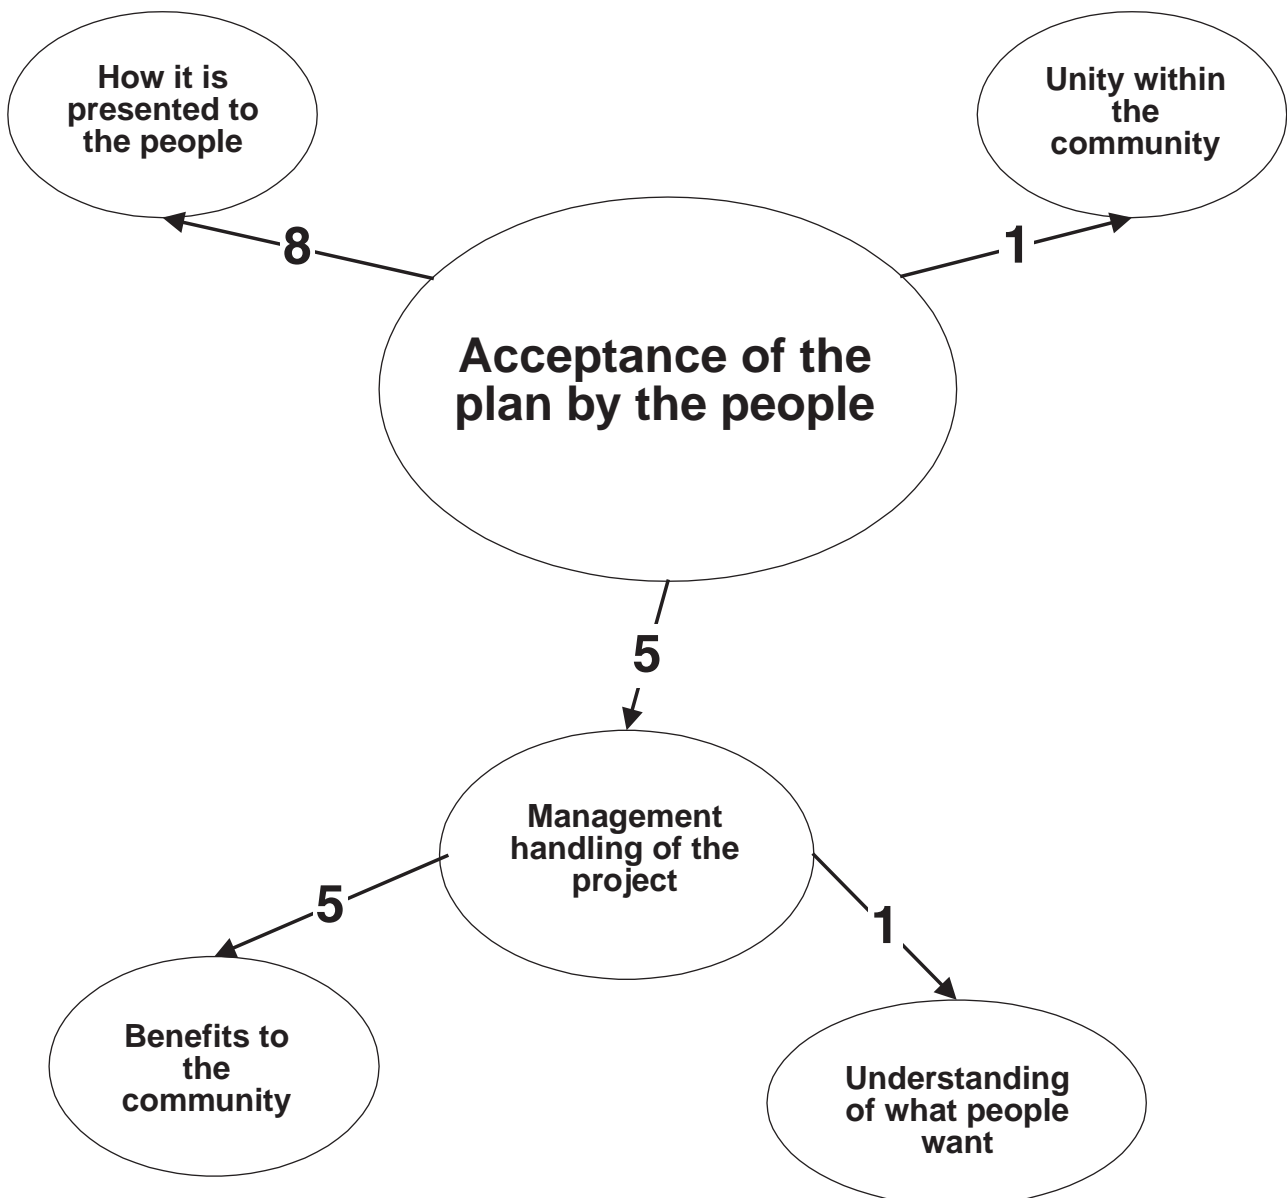 How it is
presented to
the people
Unity within
the
community
8
1
Acceptance of the
plan by the people
5
Management
handling of the
project
5
1
Benefits to
the
community
Understanding
of what people
want